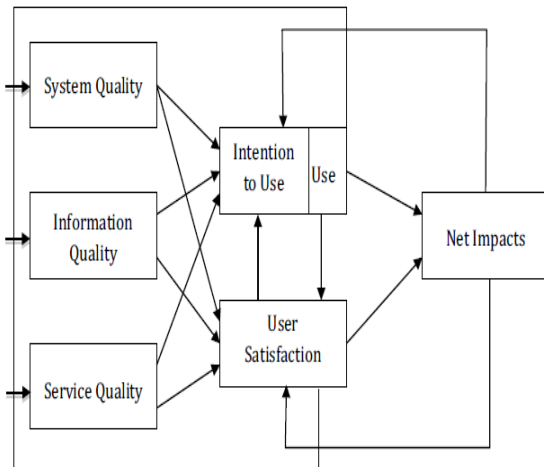 System Quality
Intention
to Use
Use
Information
Quality
Net Impacts
User
Satisfaction
Service Quality